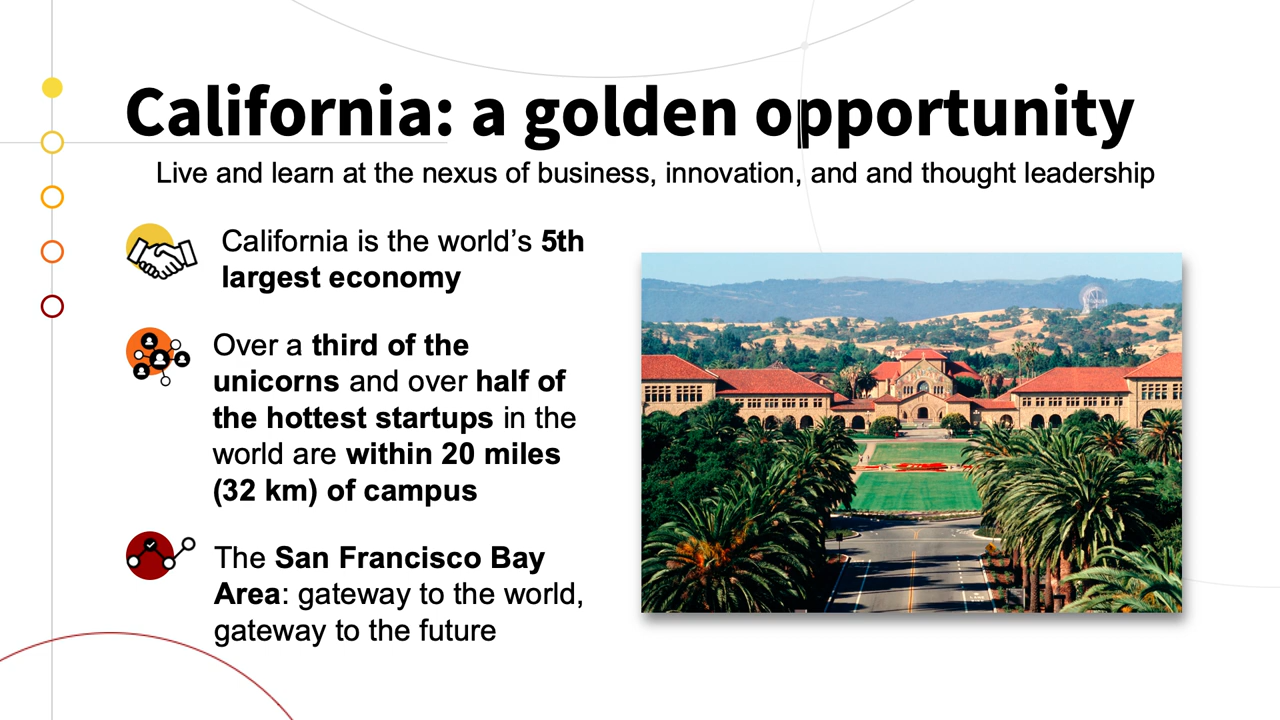 California: a golden opportunity
Live and learn at the nexus of business, innovation, and and thought leadership
California is the world’s 5th
largest economy
Over a third of the
unicorns and over half of
the hottest startups in the
world are within 20 miles
(32 km) of campus
The San Francisco Bay
Area: gateway to the world,
gateway to the future